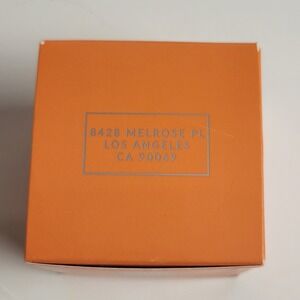 8428 MELROSE PL
LOS ANGELES
CA 90069